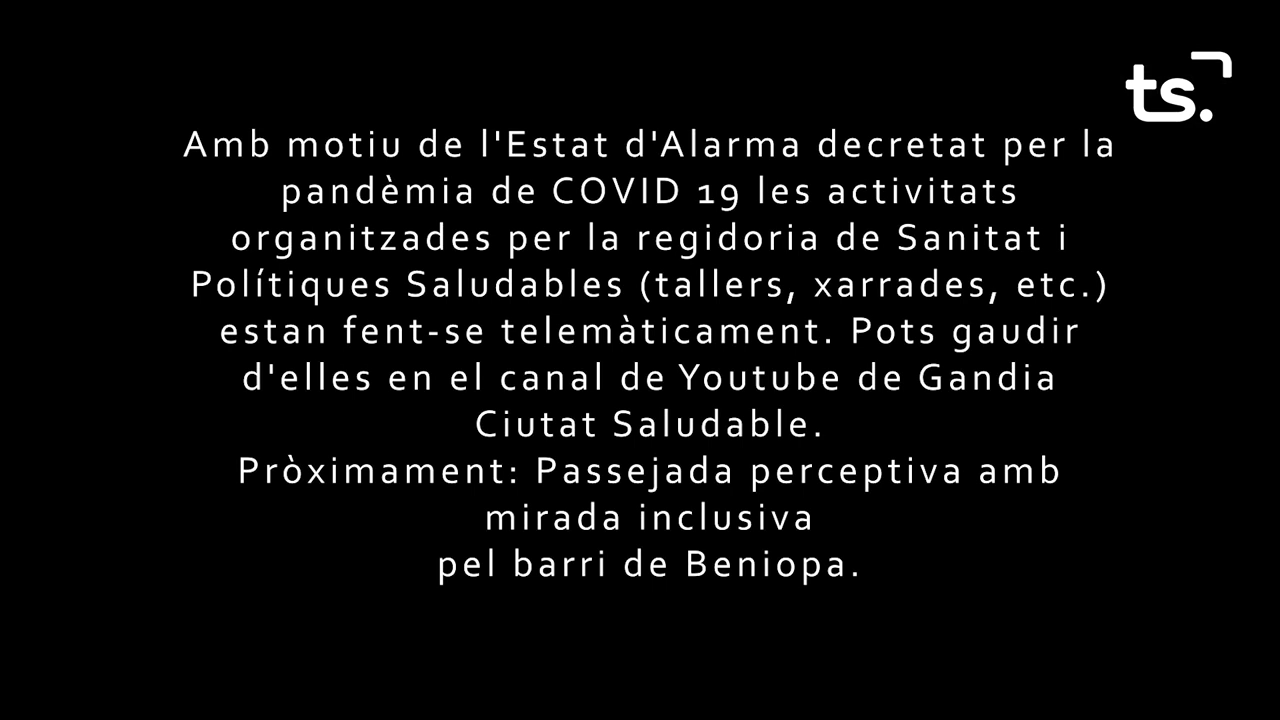 ts.
Amb motiu de l'Estat d'Alarma decretat per la
pandèmia de COVID 19 les activitats
organitzades per la regidoria de Sanitat i
Polítiques Saludables (tallers, xarrades, etc.)
estan fent-se telemàticament. Pots gaudir
d'elles en el canal de Youtube de Gandia
Ciutat Saludable.
Pròximament: Passejada perceptiva amb
mirada inclusiva
pel barri de Beniopa.